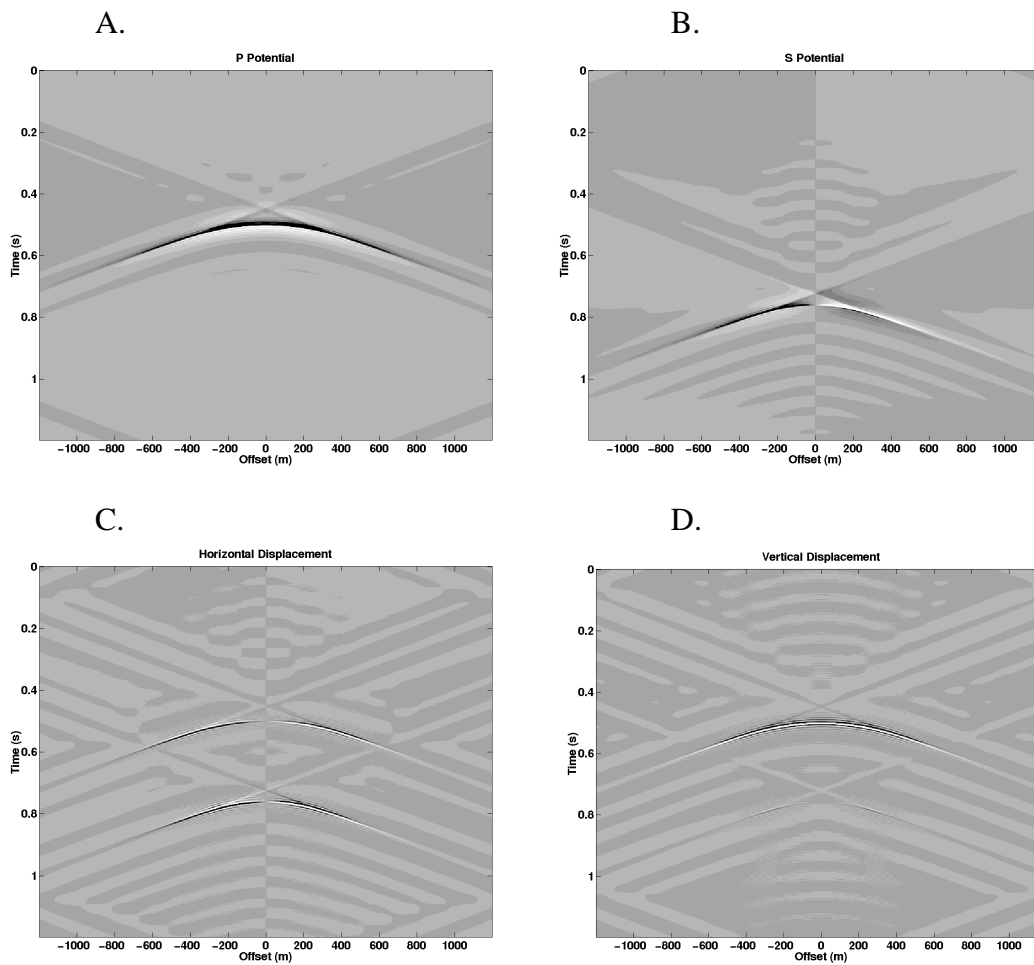 A.
B.
P Potential
0
0.2
0.4
0.6
0.8
1
Time (s)
−1000 −800 −600 −400 −200 0 200 400 600 800 1000
Offset (m)
S Potential
0
0.2
0.4
0.6
0.8
1
Time (s)
−1000 −800 −600 −400 −200 0 200 400 600 800 1000
Offset (m)
C.
D.
Horizontal Displacement
0
0.2
0.4
0.6
0.8
1
Time (s)
−1000 −800 −600 −400 −200 0 200 400 600 800 1000
Offset (m)
Vertical Displacement
0
0.2
0.4
0.6
0.8
1
Time (s)
−1000 −800 −600 −400 −200 0 200 400 600 800 1000
Offset (m)